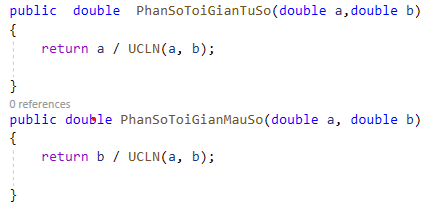 public  double  PhanSoToiGianTuSo(double a,double b)
{
    return a / UCLN(a, b);

}
0 references
public double PhanSoToiGianMauSo(double a, double b)
{
    return b / UCLN(a, b);

}